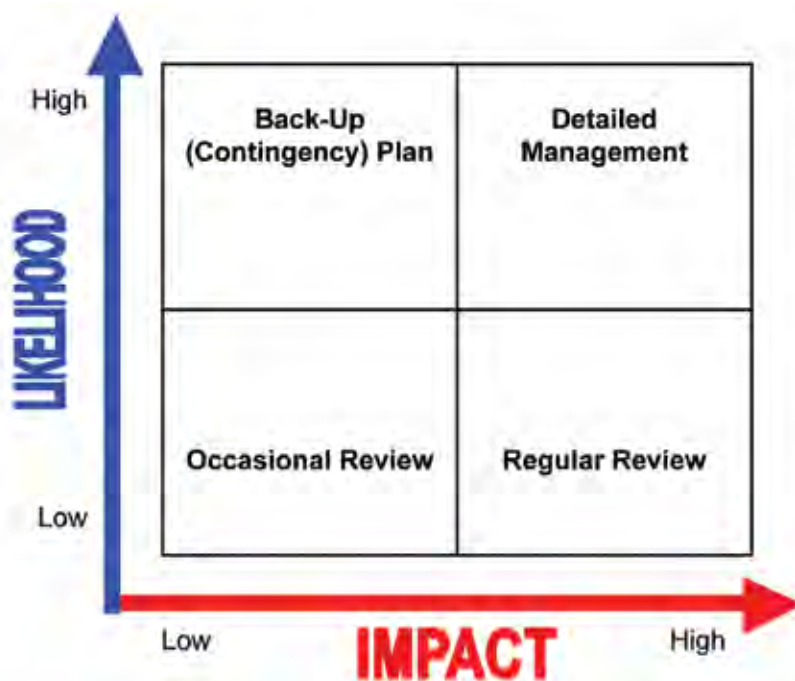 High
Back-Up
(Contingency) Plan
Detailed
Management
LIKELIHOOD
Occasional Review
Regular Review
Low
Low
IMPACT
High